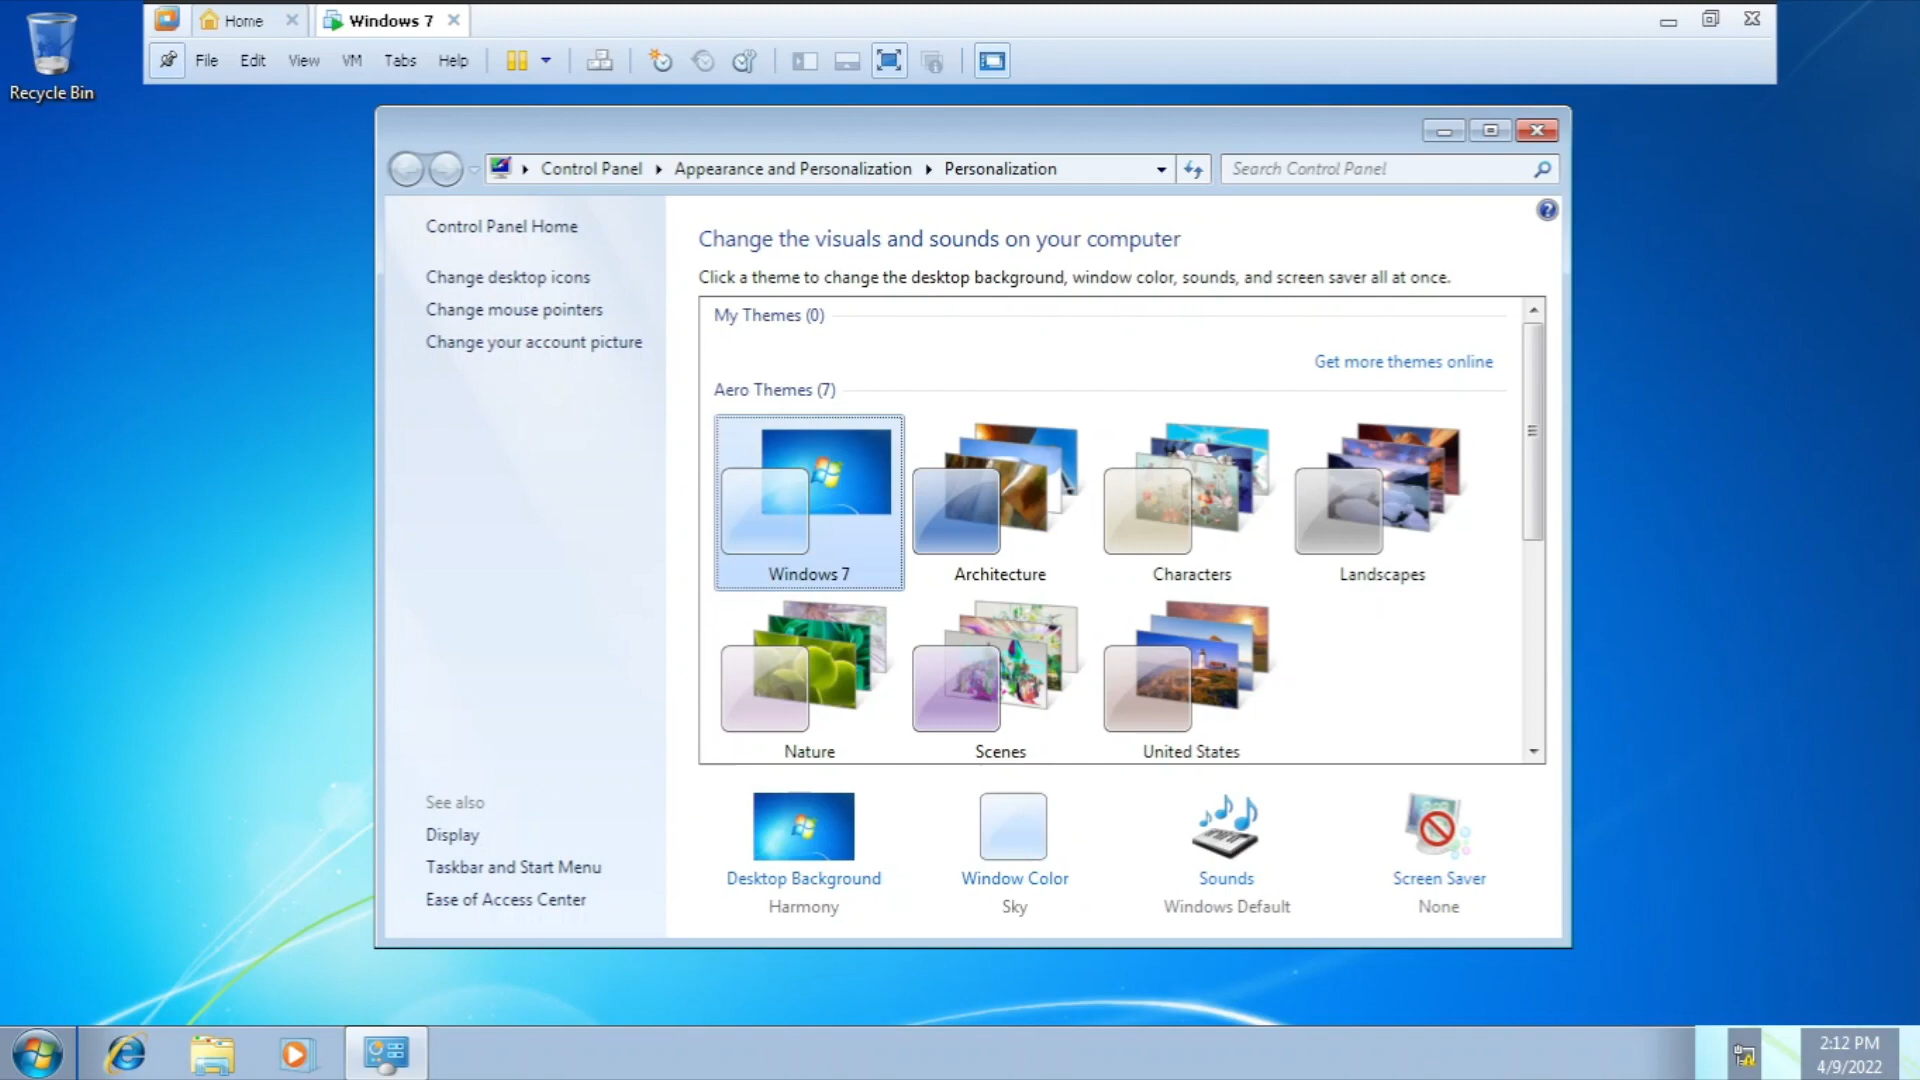 Recycle Bin
Home
Windows 7
File Edit View VM Tabs Help
Control Panel Appearance and Personalization Personalization
Search Control Panel
Control Panel Home
Change desktop icons
Change mouse pointers
Change your account picture
See also
Display
Taskbar and Start Menu
Ease of Access Center
Change the visuals and sounds on your computer
Click a theme to change the desktop background, window color, sounds, and screen saver all at once.
My Themes (0)
Get more themes online
Aero Themes (7)
Windows 7 Architecture Characters Landscapes
Nature Scenes United States
Desktop Background Window Color Sounds Screen Saver
Harmony Sky Windows Default None
2:12 PM
4/9/2022